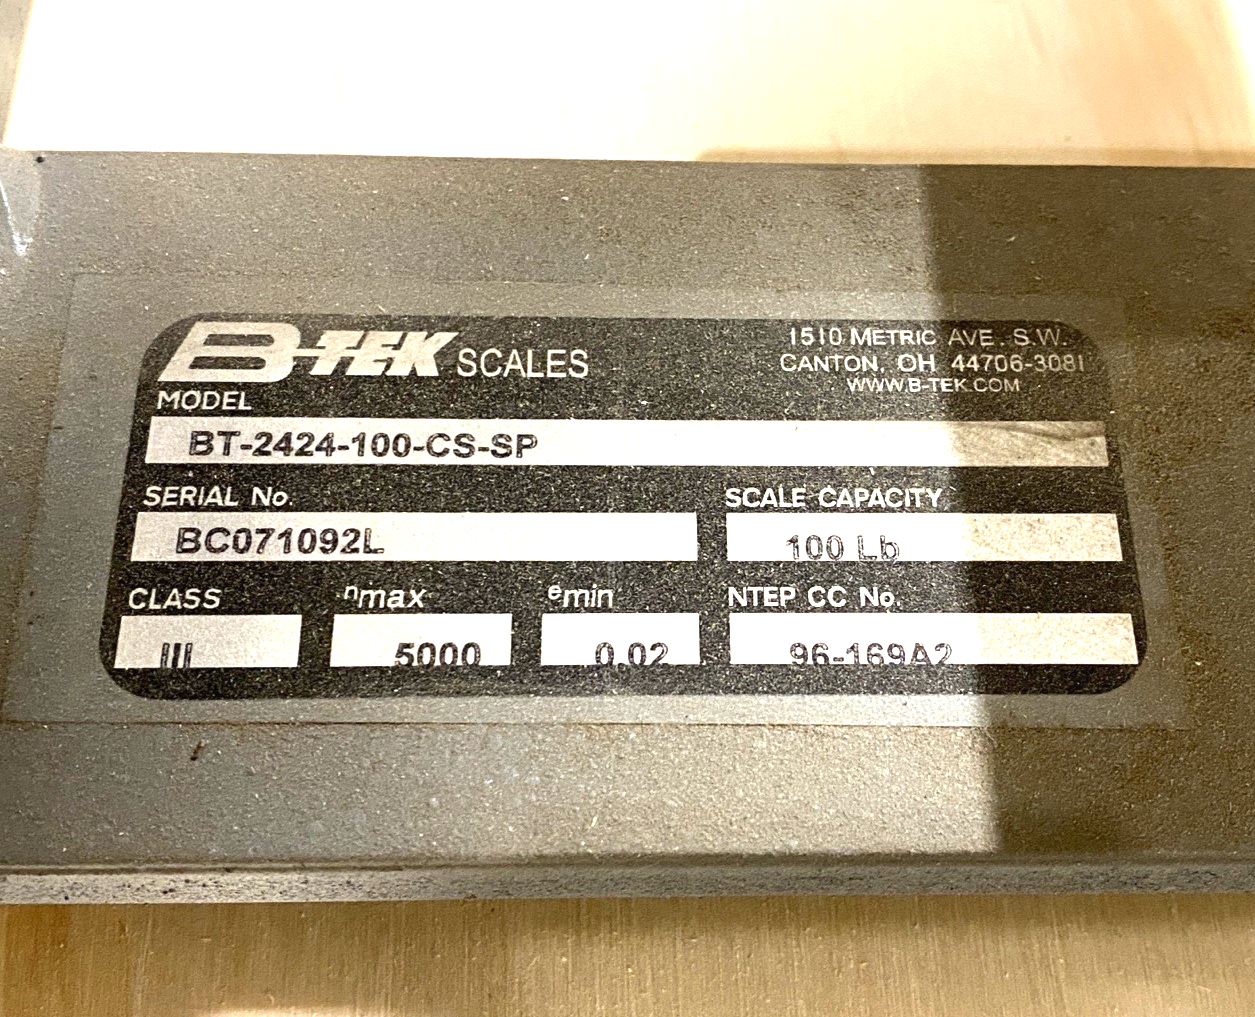 B-TEK SCALES
1510 METRIC AVE. S.W.
CANTON, OH 44706-3081
WWW.B-TEK.COM
MODEL
BT-2424-100-CS-SP
SERIAL No. SCALE CAPACITY
BC071092L 100 Lb
CLASS nmax emin NTEP CC No.
III 5000 0.02 96-169A2